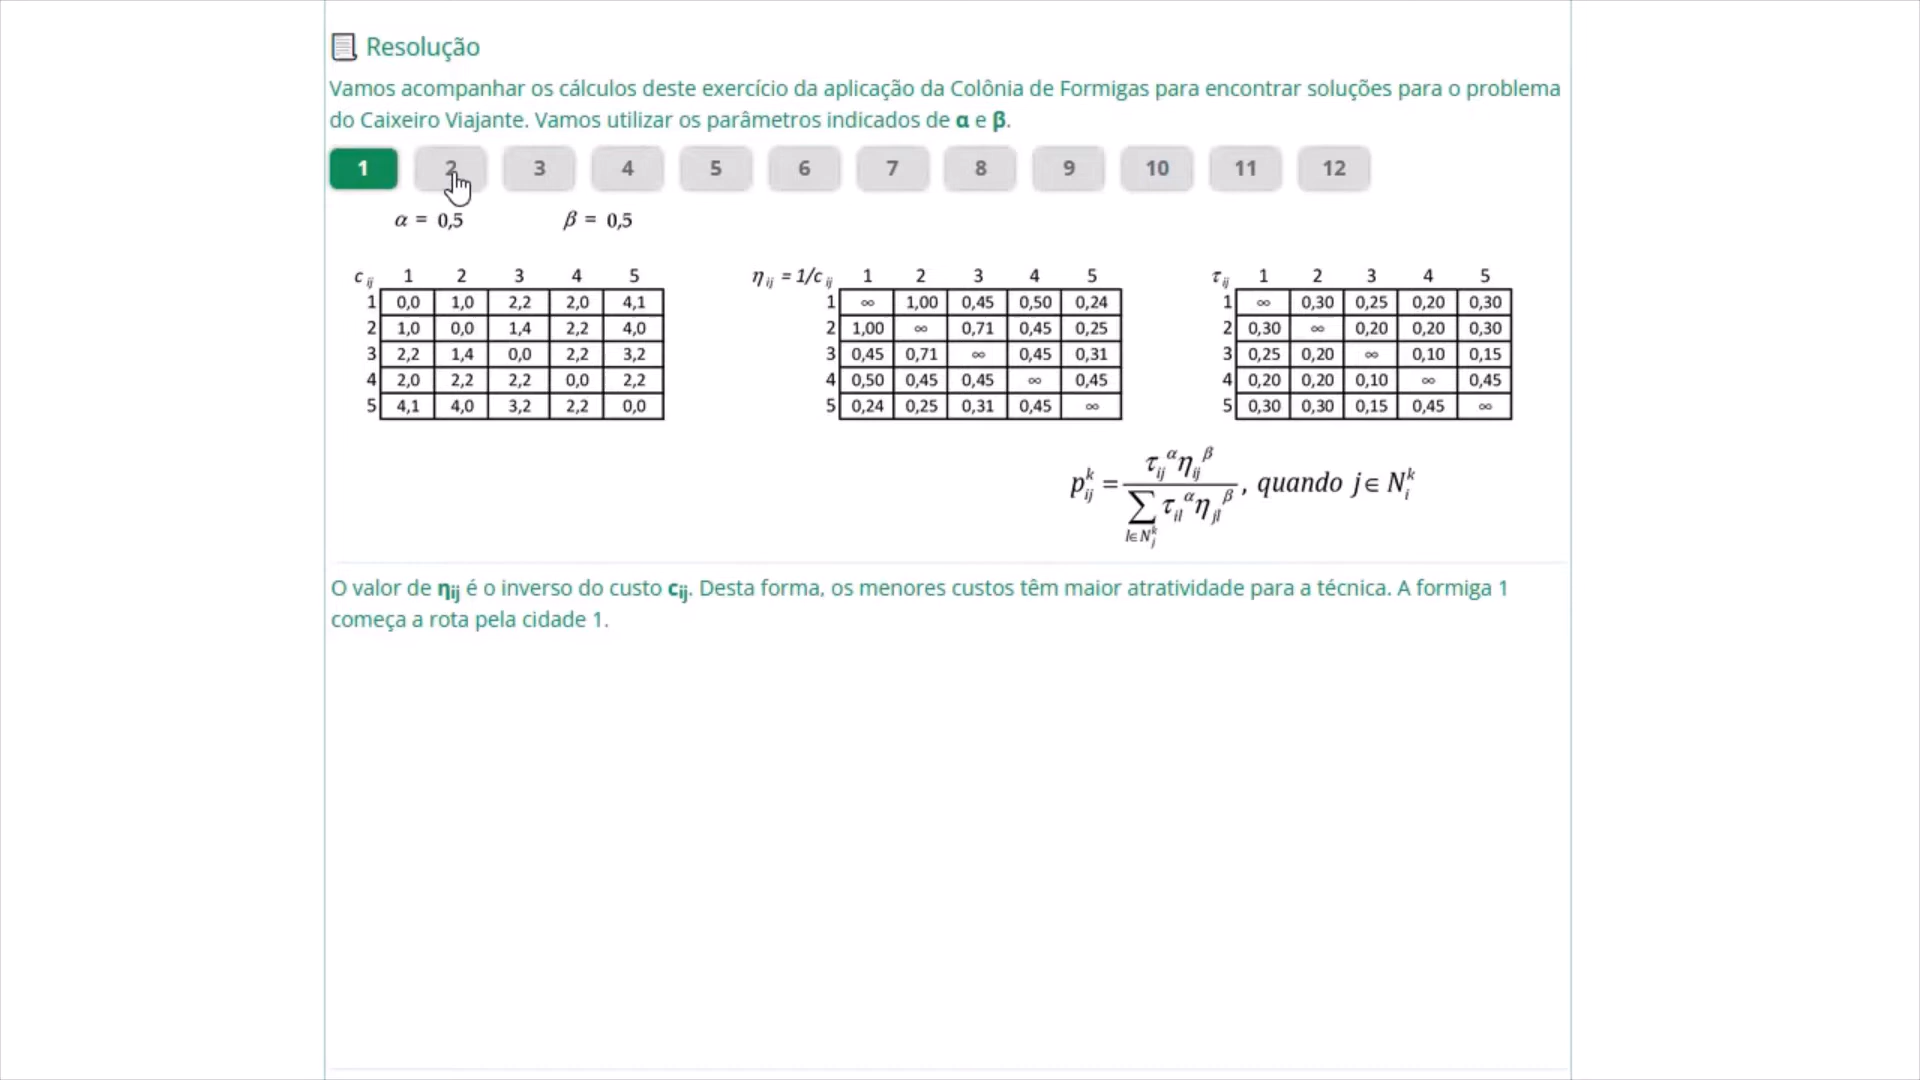 Resolução
Vamos acompanhar os cálculos deste exercício da aplicação da Colônia de Formigas para encontrar soluções para o problema
do Caixeiro Viajante. Vamos utilizar os parâmetros indicados de α e β.
1 2 3 4 5 6 7 8 9 10 11 12
α = 0,5 β = 0,5
c ij 1 2 3 4 5
1 0,0 1,0 2,2 2,0 4,1
2 1,0 0,0 1,4 2,2 4,0
3 2,2 1,4 0,0 2,2 3,2
4 2,0 2,2 2,2 0,0 2,2
5 4,1 4,0 3,2 2,2 0,0
η ij = 1/c ij 1 2 3 4 5
1 ∞ 1,00 0,45 0,50 0,24
2 1,00 ∞ 0,71 0,45 0,25
3 0,45 0,71 ∞ 0,45 0,31
4 0,50 0,45 0,45 ∞ 0,45
5 0,24 0,25 0,31 0,45 ∞
τ ij 1 2 3 4 5
1 ∞ 0,30 0,25 0,20 0,30
2 0,30 ∞ 0,20 0,20 0,30
3 0,25 0,20 ∞ 0,10 0,15
4 0,20 0,20 0,10 ∞ 0,45
5 0,30 0,30 0,15 0,45 ∞
p_ij^k = τ_ij^α η_ij^β / ∑_{l∈N_j^k} τ_il^α η_jl^β , quando j∈ N_i^k
O valor de ηij é o inverso do custo cij. Desta forma, os menores custos têm maior atratividade para a técnica. A formiga 1
começa a rota pela cidade 1.